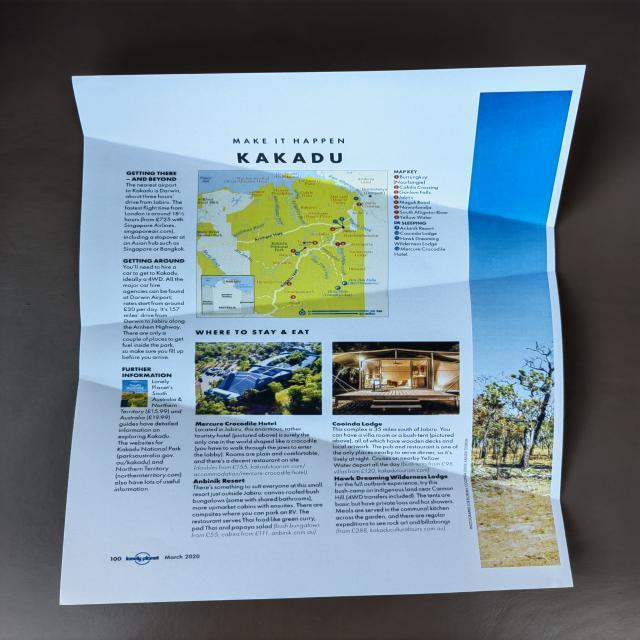 MAKE IT HAPPEN
KAKADU
GETTING THERE
– AND BEYOND
The nearest airport
to Kakadu is Darwin,
about three hours'
drive from Jabiru. The
fastest flight time from
London is around 18½
hours (from £725 with
Singapore Airlines,
singaporeair.com),
including a stopover at
an Asian hub such as
Singapore or Bangkok.
GETTING AROUND
You'll need to hire a
car to get to Kakadu,
ideally a 4WD. All the
major car hire
agencies can be found
at Darwin Airport;
rates start from around
£30 per day. It's 157
miles' drive from
Darwin to Jabiru along
the Arnhem Highway.
There are only a
couple of places to get
fuel inside the park,
so make sure you fill up
before you arrive.
FURTHER
INFORMATION
Lonely
Planet's
South
Australia &
Northern
Territory (£15.99) and
Australia (£19.99)
guides have detailed
information on
exploring Kakadu.
The websites for
Kakadu National Park
(parksaustralia.gov.
au/kakadu) and
Northern Territory
(northernterritory.com)
also have lots of useful
information.
MAP KEY
Burrungkuy
(Nourlangie)
Cahills Crossing
Gunlom Falls
Jabiru
Maguk
Nawurlandja
South Alligator River
Yellow Water
SLEEPING
Anbinik Resort
Cooinda Lodge
Hawk Dreaming
Wilderness Lodge
Mercure Crocodile
Hotel
WHERE TO STAY & EAT
Mercure Crocodile Hotel
Located in Jabiru, this enormous, rather
touristy hotel (pictured above) is surely the
only one in the world shaped like a crocodile
(you have to walk through the jaws to enter
the lobby). Rooms are plain and comfortable,
and there's a decent restaurant on site
(doubles from £155, kakadutourism.com/
accommodation/mercure-crocodile-hotel).
Anbinik Resort
There's something to suit everyone at this small
resort just outside Jabiru: canvas-roofed bush
bungalows (some with shared bathrooms),
more upmarket cabins with ensuites. There are
campsites where you can park an RV. The
restaurant serves Thai food like green curry,
pad Thai and papaya salad (bush bungalows
from £55, cabins from £111, anbinik.com.au).
Cooinda Lodge
This complex is 35 miles south of Jabiru. You
can have a villa room or a bush tent (pictured
above), all of which have wooden decks and
local artwork. The pub and restaurant is one of
the only places nearby to serve dinner, so it's
lively at night. Cruises on nearby Yellow
Water depart all the day (bush tent from £98,
villas from £120, kakadutourism.com).
Hawk Dreaming Wilderness Lodge
For the full outback experience, try this
bush-camp on indigenous land near Cannon
Hill (4WD transfers included). The tents are
basic, but have private loos and hot showers.
Meals are served in the communal kitchen
across the garden, and there are regular
expeditions to see rock art and billabongs
(from £288, kakaduculturaltours.com.au).
100 lonely planet March 2020